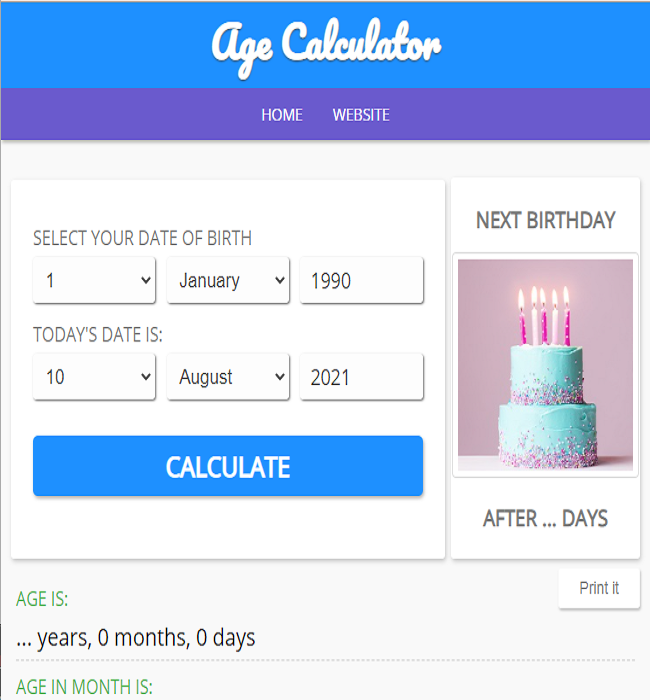 Age Calculator
HOME WEBSITE
SELECT YOUR DATE OF BIRTH
1 January 1990
TODAY'S DATE IS:
10 August 2021
CALCULATE
NEXT BIRTHDAY
AFTER ... DAYS
Print it
AGE IS:
... years, 0 months, 0 days
AGE IN MONTH IS: